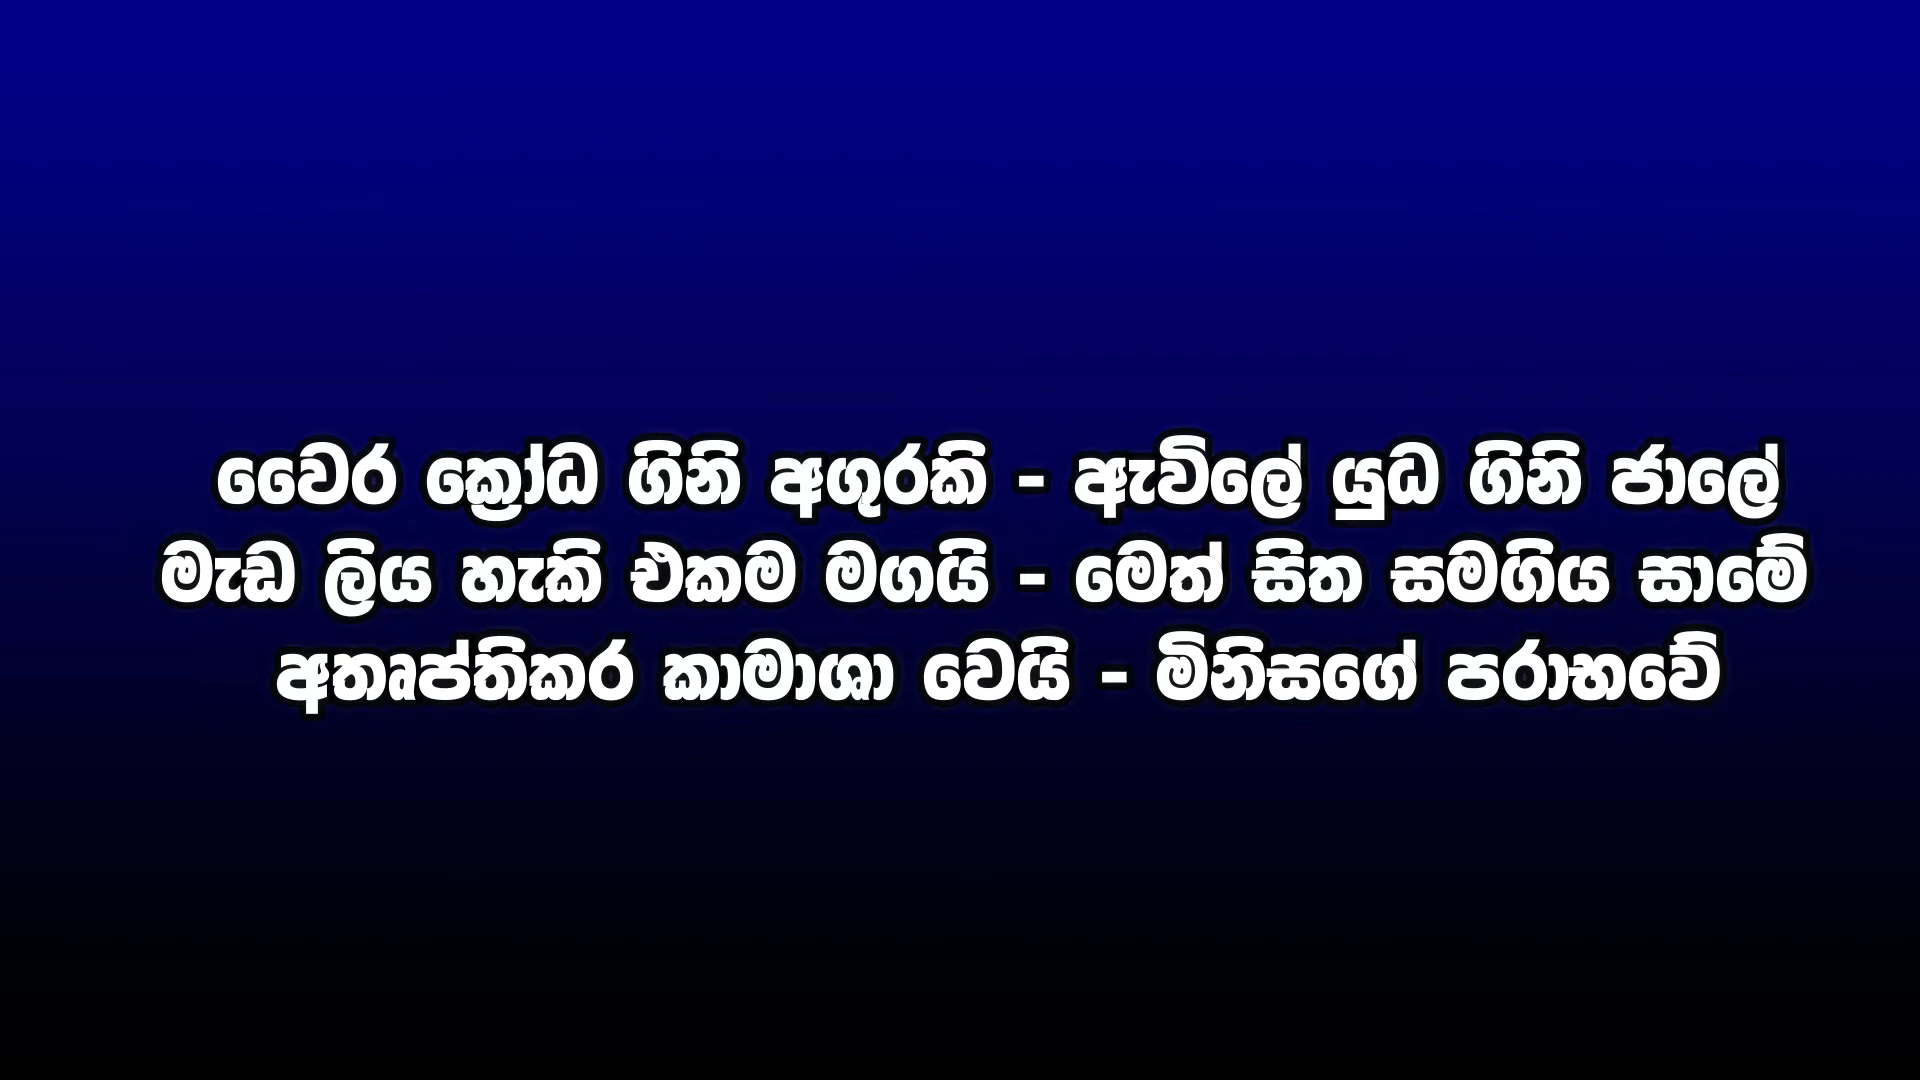 වෛර ක්‍රෝධ ගිනි අගුරකි - ඇවිලේ යුධ ගිනි ජාලේ
මැඩ ලිය හැකි එකම මගයි - මෙත් සිත සමගිය සාමේ
අතෘප්තිකර කාමාශා වෙයි - මිනිසගේ පරාභවේ